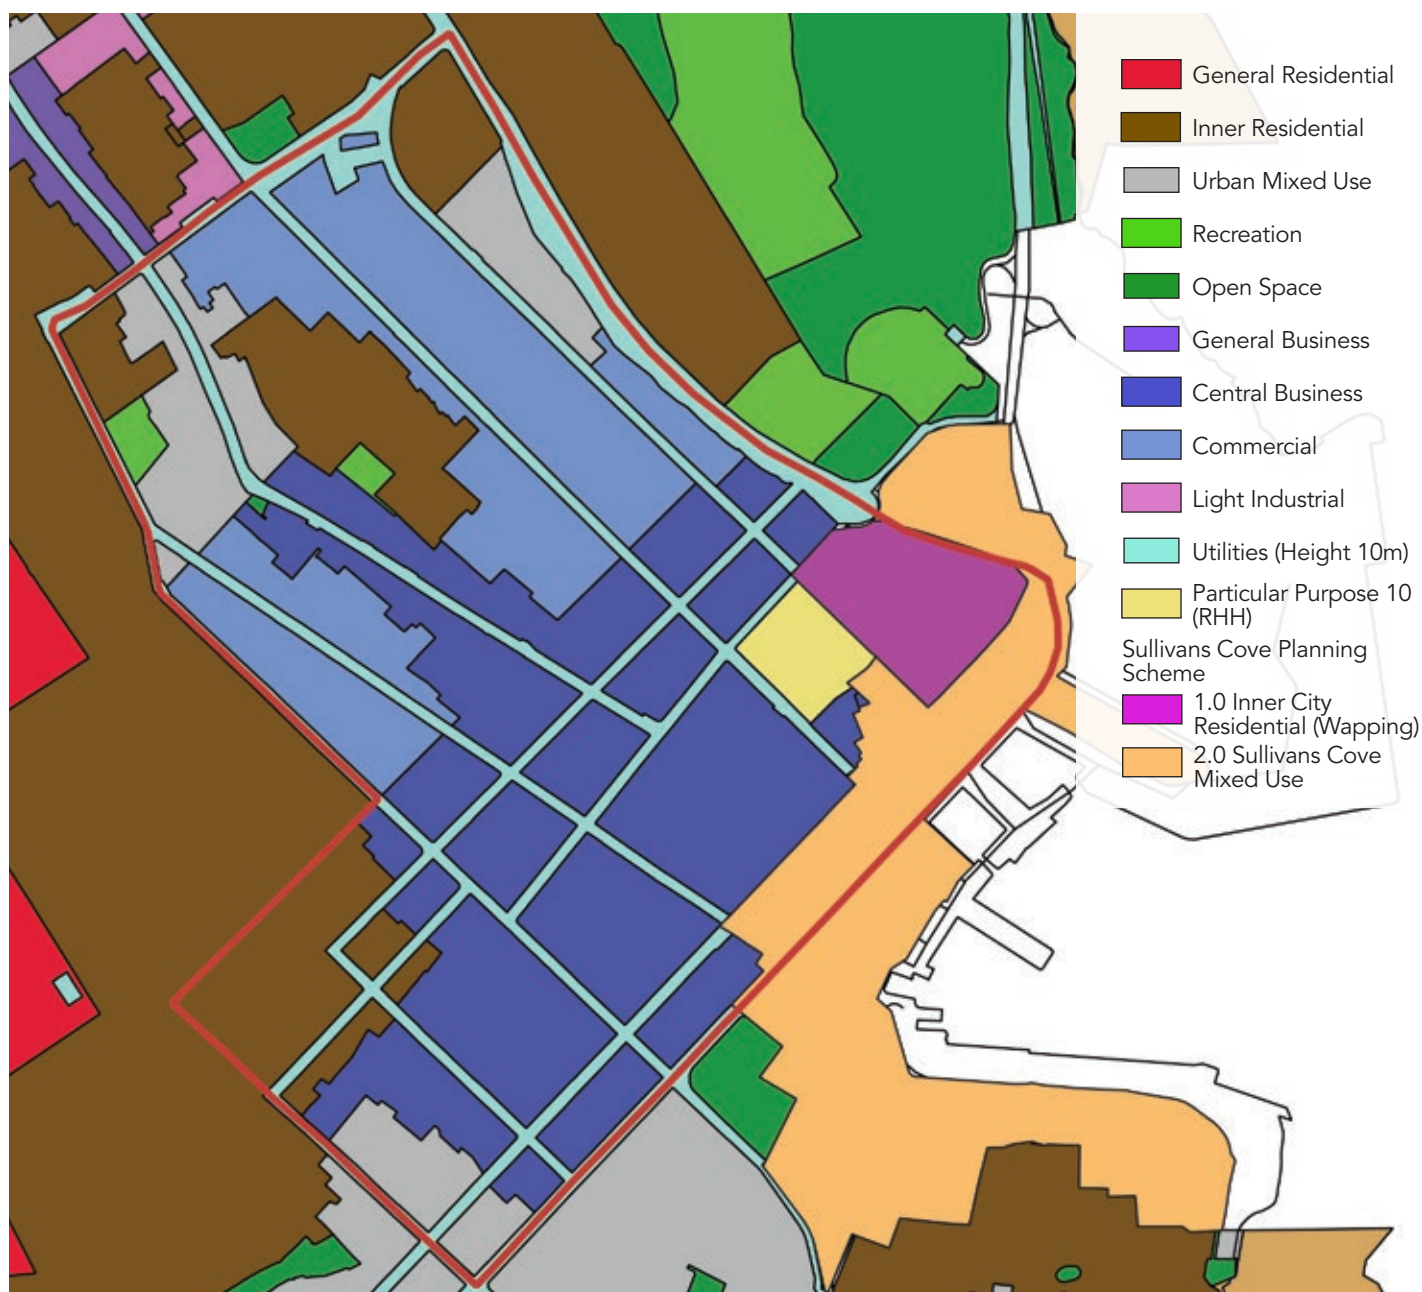 General Residential
Inner Residential
Urban Mixed Use
Recreation
Open Space
General Business
Central Business
Commercial
Light Industrial
Utilities (Height 10m)
Particular Purpose 10
(RHH)
Sullivans Cove Planning
Scheme
1.0 Inner City
Residential (Wapping)
2.0 Sullivans Cove
Mixed Use